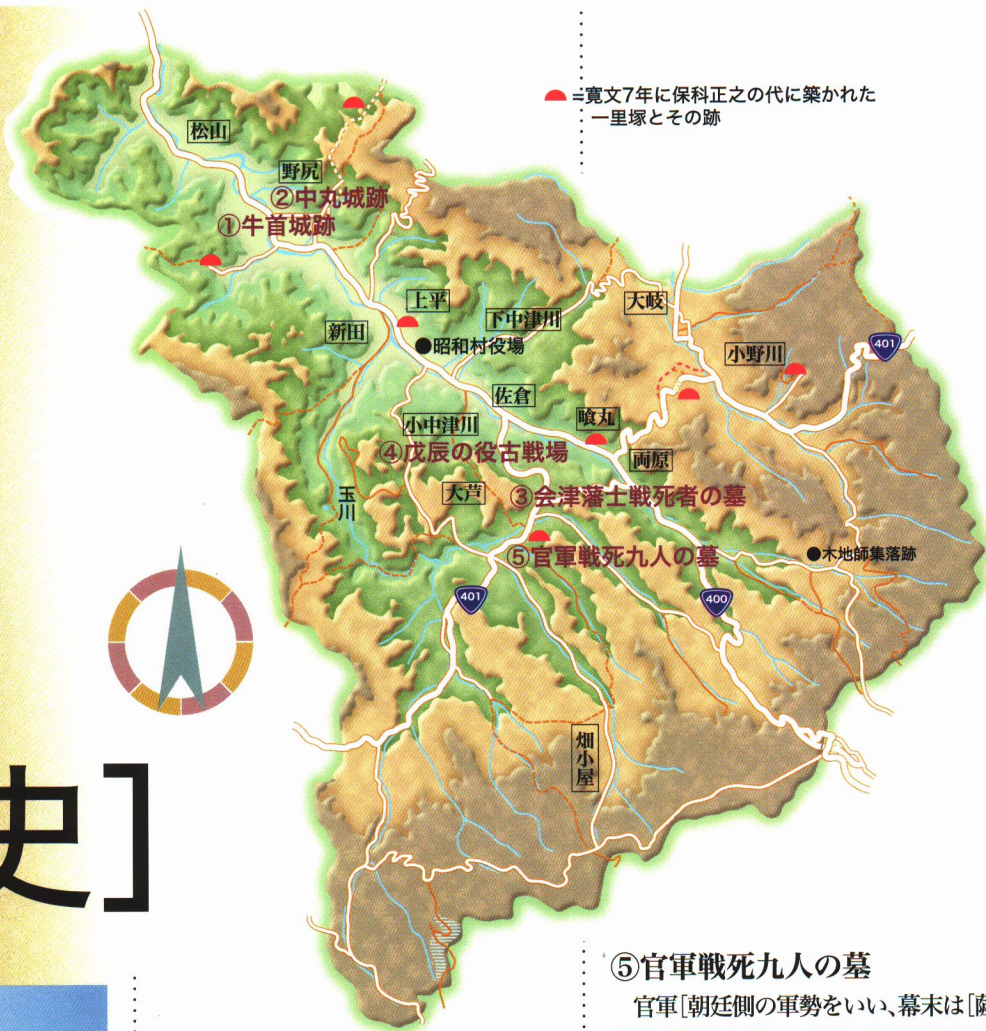 =寛文7年に保科正之の代に築かれた
一里塚とその跡
松山
野尻
②中丸城跡
①牛首城跡
上平
下中津川
大岐
新田
●昭和村役場
小野川
401
佐倉
小中津川
喰丸
④戊辰の役古戦場
両原
大芦
③会津藩士戦死者の墓
玉川
⑤官軍戦死九人の墓
●木地師集落跡
401
400
畑小屋
史]
⑤官軍戦死九人の墓
官軍[朝廷側の軍勢をいい、幕末は[薩